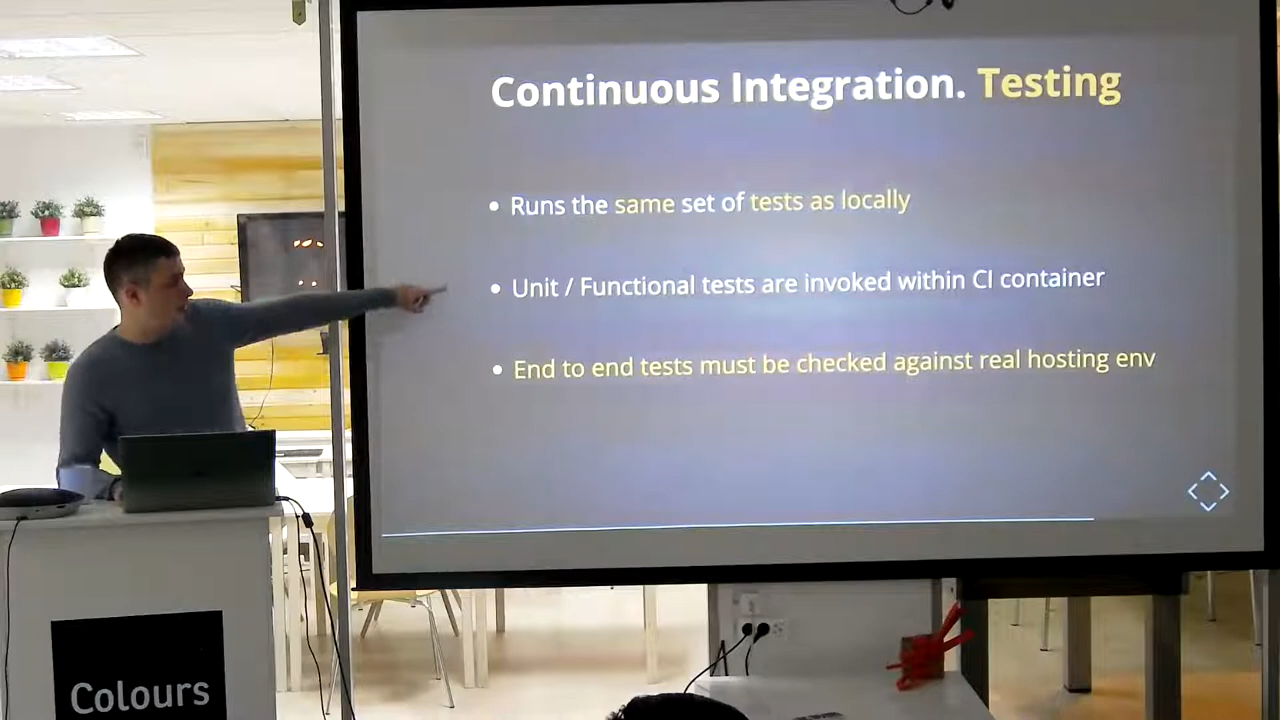 Continuous Integration. Testing
• Runs the same set of tests as locally
• Unit / Functional tests are invoked within CI container
• End to end tests must be checked against real hosting env
Colours